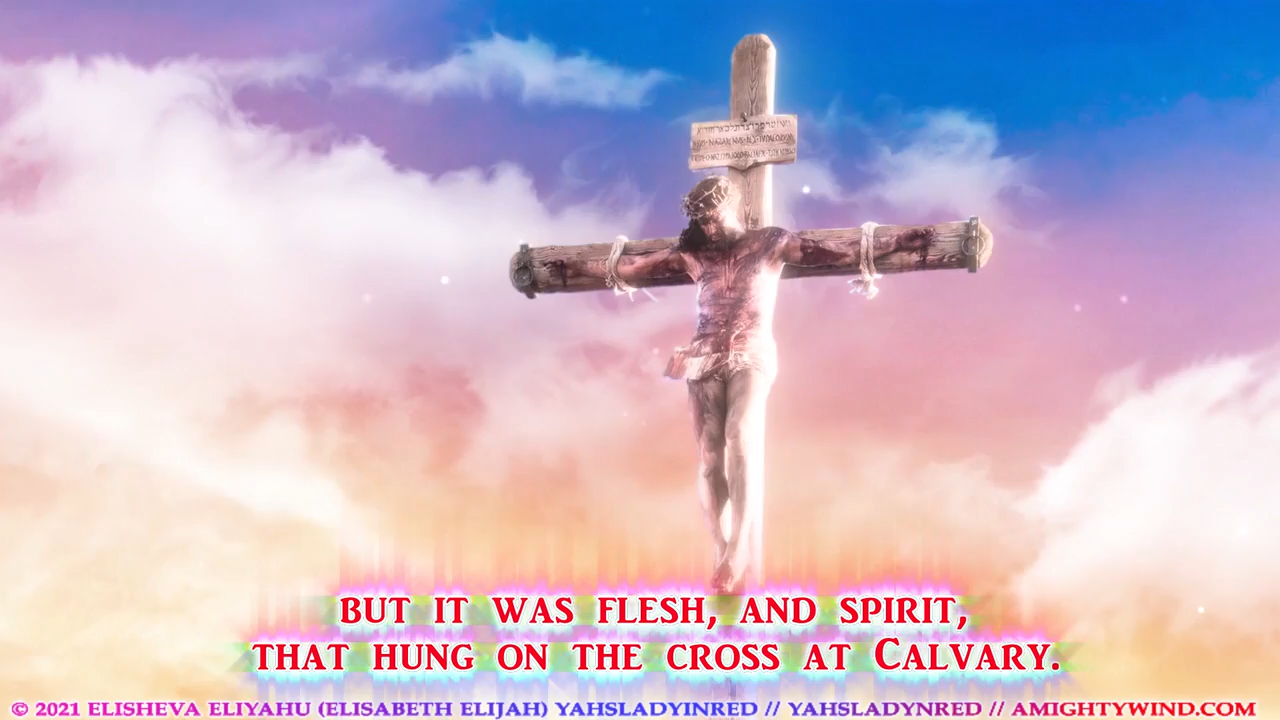 BUT IT WAS FLESH, AND SPIRIT,
THAT HUNG ON THE CROSS AT CALVARY.
© 2021 ELISHEVA ELIYAHU (ELISABETH ELIJAH) YAHSLADYINRED // YAHSLADYNRED // AMIGHTYWIND.COM